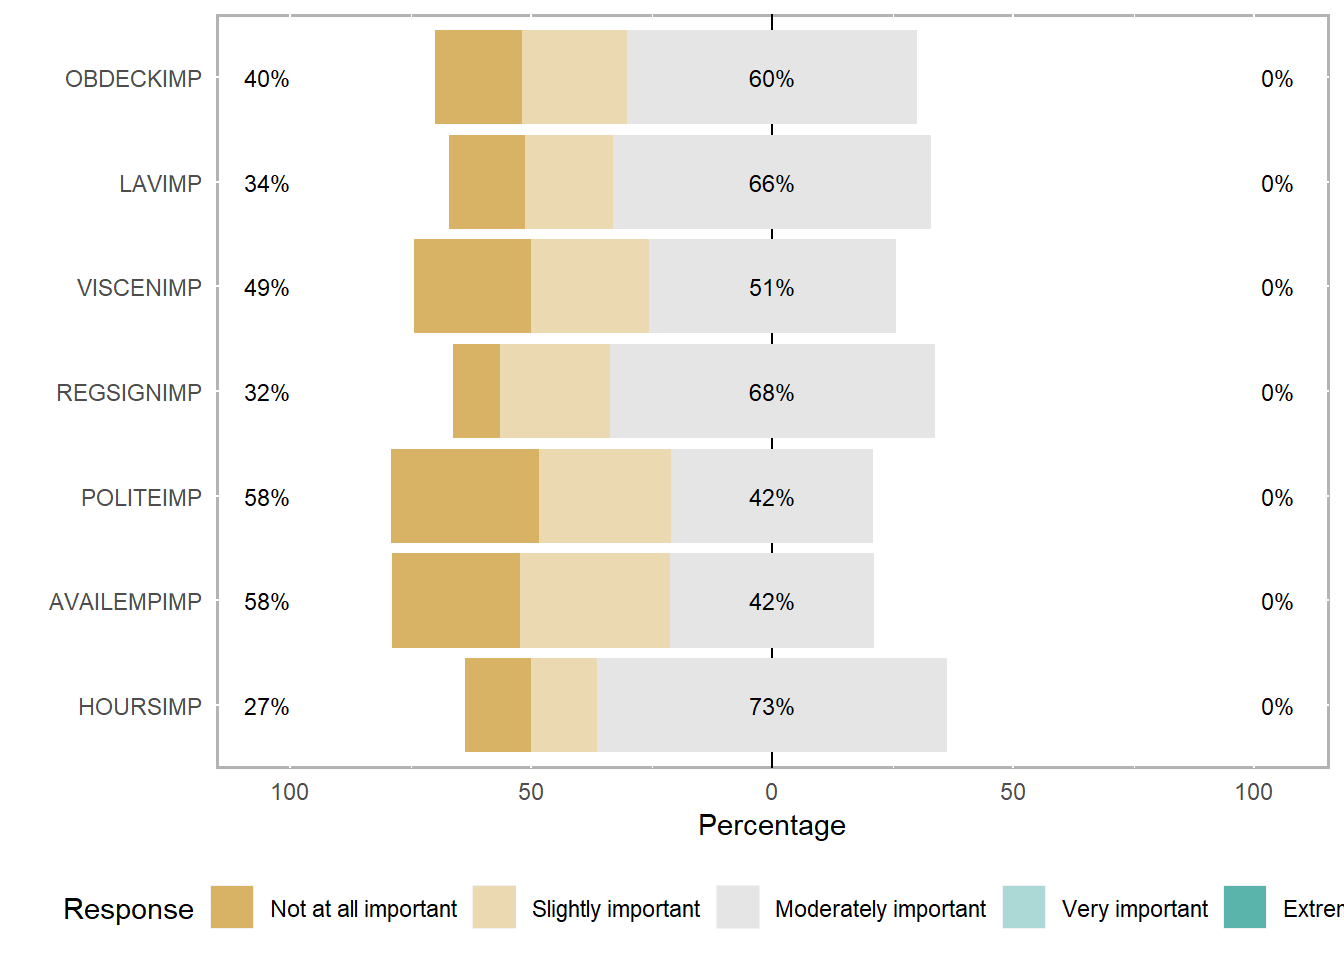 OBDECKIMP 40% 60% 0%
LAVIMP 34% 66% 0%
VISCENIMP 49% 51% 0%
REGSIGNIMP 32% 68% 0%
POLITEIMP 58% 42% 0%
AVAILEMPIMP 58% 42% 0%
HOURSIMP 27% 73% 0%
100 50 0 50 100
Percentage
Response Not at all important Slightly important Moderately important Very important